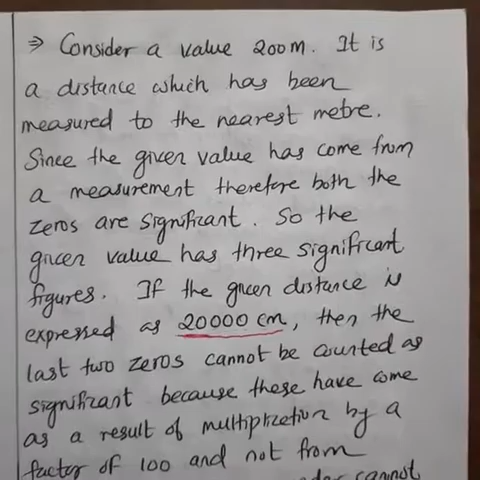 ⇒ Consider a value 200m. It is
a distance which has been
measured to the nearest metre.
Since the given value has come from
a measurement therefore both the
zeros are significant. So the
given value has three significant
figures. If the given distance is
expressed as 20000 cm, then the
last two zeros cannot be counted as
significant because these have come
as a result of multiplication by a
factor of 100 and not from
cannot